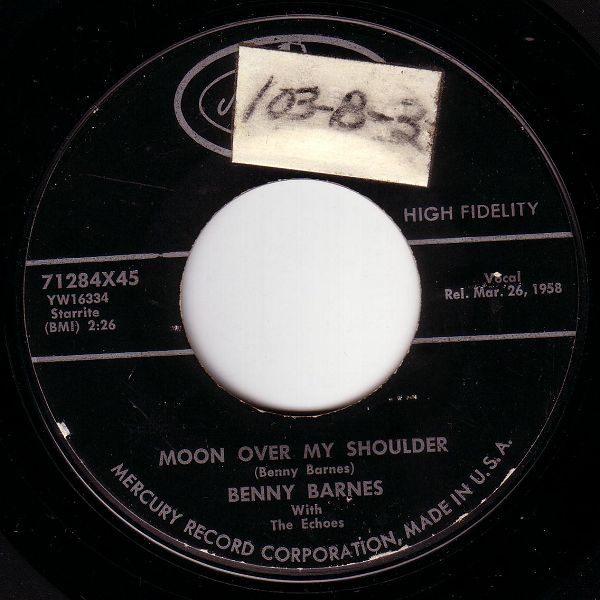 103-B-3
HIGH FIDELITY
71284X45
YW16334
Starrite
(BMI) 2:26
Vocal
Rel. Mar. 26, 1958
MOON OVER MY SHOULDER
(Benny Barnes)
BENNY BARNES
With
The Echoes
MERCURY RECORD CORPORATION, MADE IN U.S.A.